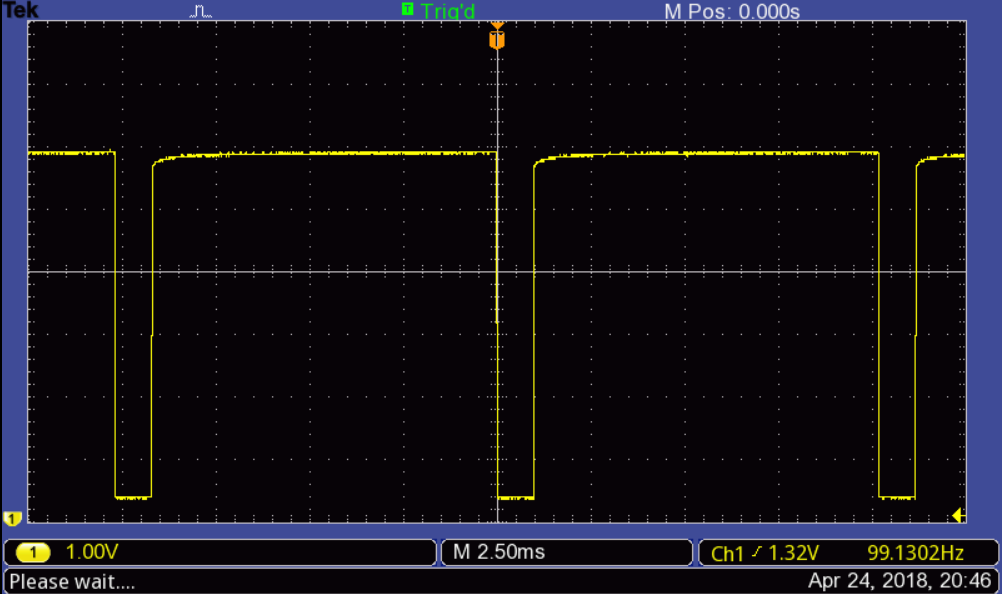 Tek T Trig'd M Pos: 0.000s
T
1
1 1.00V M 2.50ms Ch1 1.32V 99.1302Hz
Please wait.... Apr 24, 2018, 20:46